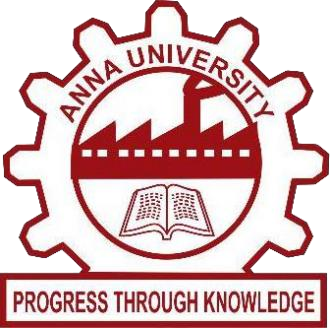 ANNA UNIVERSITY
PROGRESS THROUGH KNOWLEDGE